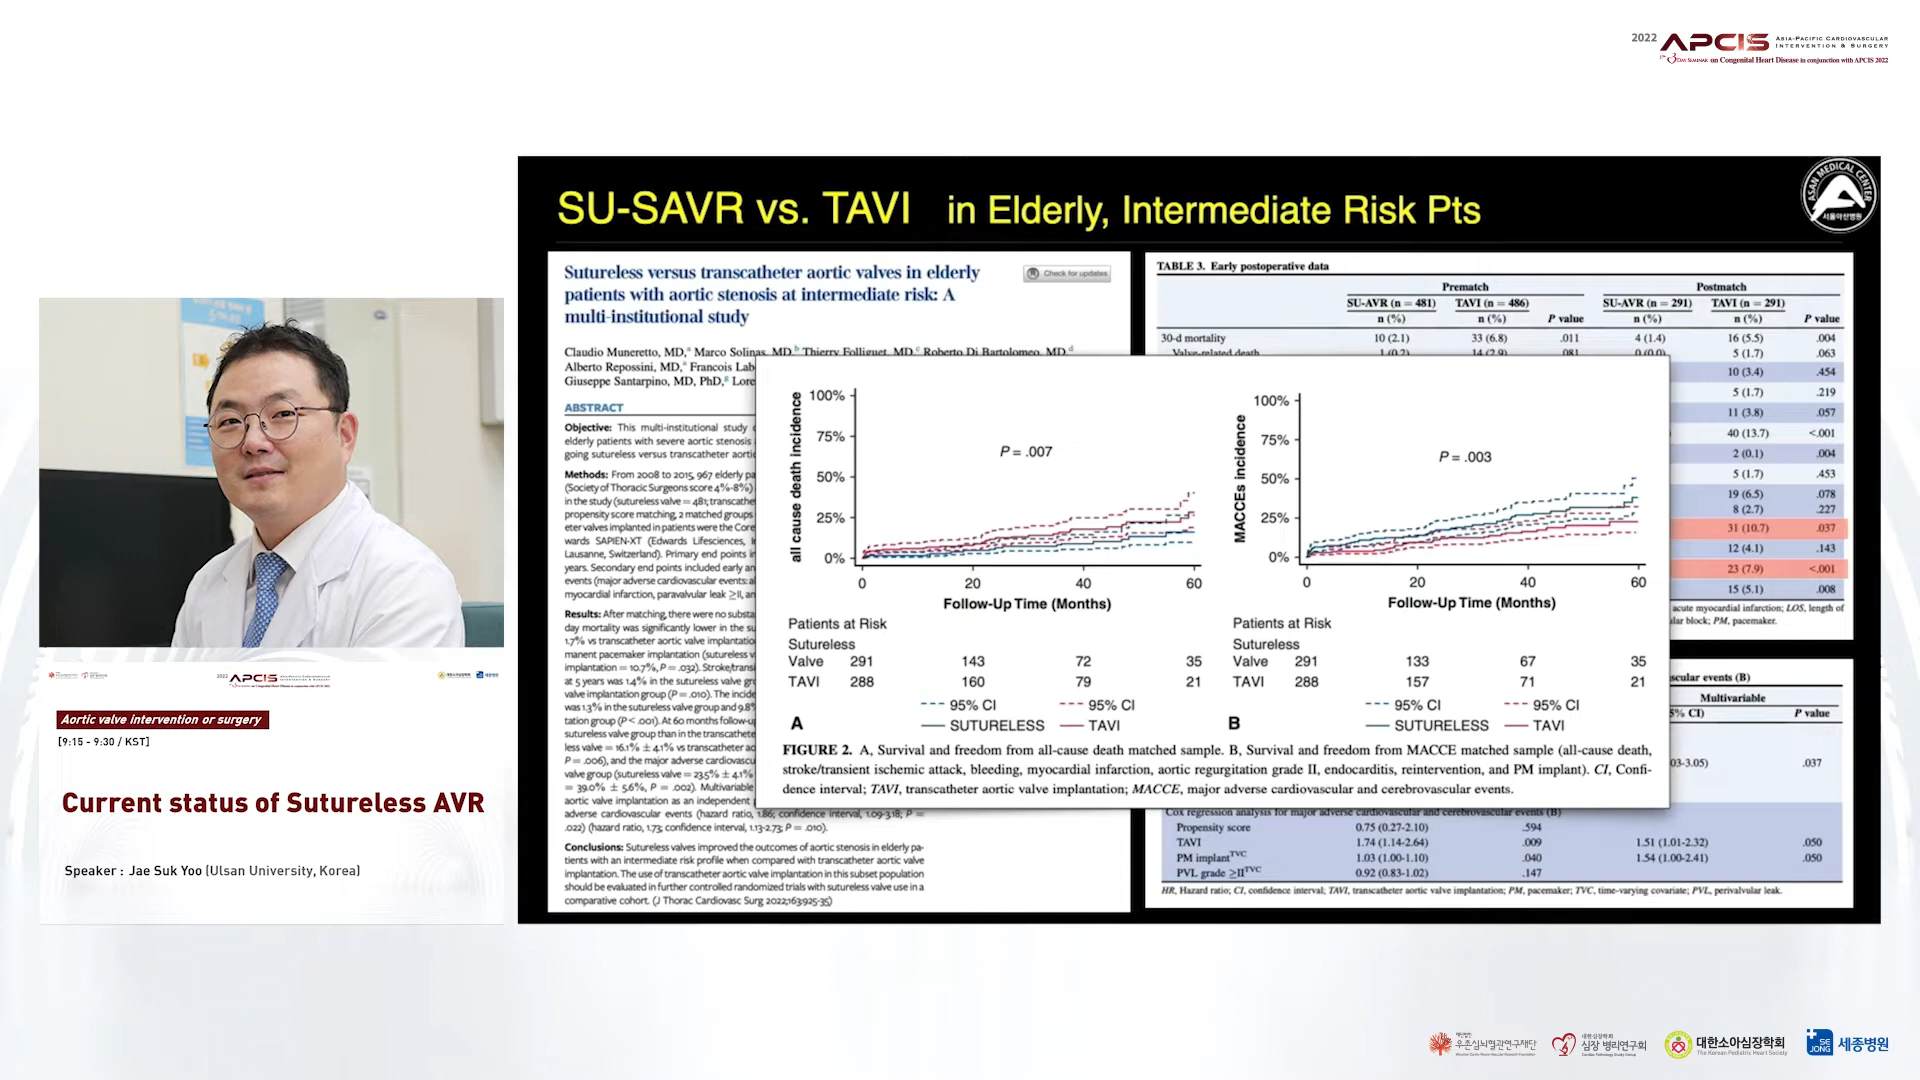 2022 APCIS ASIA-PACIFIC CARDIOVASCULAR INTERVENTION & SURGERY
The 3 DAY SEMINAR on Congenital Heart Disease in conjunction with APCIS 2022
SU-SAVR vs. TAVI in Elderly, Intermediate Risk Pts
ASAN MEDICAL CENTER
서울아산병원
Sutureless versus transcatheter aortic valves in elderly
patients with aortic stenosis at intermediate risk: A
multi-institutional study
Check for updates
Claudio Muneretto, MD,a Marco Solinas, MD,b Thierry Folliguet, MD,c Roberto Di Bartolomeo, MD,d
Alberto Repossini, MD,a Francois Lab
Giuseppe Santarpino, MD, PhD,g Lore
ABSTRACT
Objective: This multi-institutional study
elderly patients with severe aortic stenosis
going sutureless versus transcatheter aortic
Methods: From 2008 to 2015, 967 elderly pa
(Society of Thoracic Surgeons score 4%-8%)
in the study (sutureless valve = 481; transcathe
propensity score matching, 2 matched groups
eter valves implanted in patients were the Core
wards SAPIEN-XT (Edwards Lifesciences, I
Lausanne, Switzerland). Primary end points in
years. Secondary end points included early an
events (major adverse cardiovascular events: al
myocardial infarction, paravalvular leak ≥II, an
Results: After matching, there were no substa
day mortality was significantly lower in the su
1.7% vs transcatheter aortic valve implantatio
manent pacemaker implantation (sutureless v
implantation = 10.7%, P = .032). Stroke/transi
at 5 years was 1.4% in the sutureless valve gr
valve implantation group (P = .010). The incide
was 1.3% in the sutureless valve group and 9.8%
tation group (P < .001). At 60 months follow-up
sutureless valve group than in the transcathete
less valve = 16.1% ± 4.1% vs transcatheter ao
P = .006), and the major adverse cardiovascu
valve group (sutureless valve = 23.5% ± 4.1%
= 39.0% ± 5.6%, P = .002). Multivariable
aortic valve implantation as an independent
adverse cardiovascular events (hazard ratio, 1.86; confidence interval, 1.09-3.18; P =
.022) (hazard ratio, 1.73; confidence interval, 1.13-2.73; P = .010).
Conclusions: Sutureless valves improved the outcomes of aortic stenosis in elderly pa-
tients with an intermediate risk profile when compared with transcatheter aortic valve
implantation. The use of transcatheter aortic valve implantation in this subset population
should be evaluated in further controlled randomized trials with sutureless valve use in a
comparative cohort. (J Thorac Cardiovasc Surg 2022;163:925-35)
TABLE 3. Early postoperative data
Prematch Postmatch
SU-AVR (n = 481) TAVI (n = 486) SU-AVR (n = 291) TAVI (n = 291)
n (%) n (%) P value n (%) n (%) P value
30-d mortality 10 (2.1) 33 (6.8) .011 4 (1.4) 16 (5.5) .004
Valve-related death 1 (0.2) 14 (2.9) .081 0 (0.0) 5 (1.7) .063
10 (3.4) .454
5 (1.7) .219
11 (3.8) .057
40 (13.7) <.001
2 (0.1) .004
5 (1.7) .453
19 (6.5) .078
8 (2.7) .227
31 (10.7) .037
12 (4.1) .143
23 (7.9) <.001
15 (5.1) .008
acute myocardial infarction; LOS, length of
lar block; PM, pacemaker.
all cause death incidence
100%
75%
50%
25%
0%
P = .007
0 20 40 60
Follow-Up Time (Months)
Patients at Risk
Sutureless
Valve 291 143 72 35
TAVI 288 160 79 21
95% CI 95% CI
SUTURELESS TAVI
A
MACCEs incidence
100%
75%
50%
25%
0%
P = .003
0 20 40 60
Follow-Up Time (Months)
Patients at Risk
Sutureless
Valve 291 133 67 35
TAVI 288 157 71 21
95% CI 95% CI
SUTURELESS TAVI
B
FIGURE 2. A, Survival and freedom from all-cause death matched sample. B, Survival and freedom from MACCE matched sample (all-cause death,
stroke/transient ischemic attack, bleeding, myocardial infarction, aortic regurgitation grade II, endocarditis, reintervention, and PM implant). CI, Confi-
dence interval; TAVI, transcatheter aortic valve implantation; MACCE, major adverse cardiovascular and cerebrovascular events.
scular events (B)
Multivariable
5% CI) P value
03-3.05) .037
Cox regression analysis for major adverse cardiovascular and cerebrovascular events (B)
Propensity score 0.75 (0.27-2.10) .594
TAVI 1.74 (1.14-2.64) .009 1.51 (1.01-2.32) .050
PM implantTVC 1.03 (1.00-1.10) .040 1.54 (1.00-2.41) .050
PVL grade ≥IITVC 0.92 (0.83-1.02) .147
HR, Hazard ratio; CI, confidence interval; TAVI, transcatheter aortic valve implantation; PM, pacemaker; TVC, time-varying covariate; PVL, perivalvular leak.
2022 APCIS
Aortic valve intervention or surgery
[9:15 - 9:30 / KST]
Current status of Sutureless AVR
Speaker : Jae Suk Yoo (Ulsan University, Korea)
우촌심뇌혈관연구재단
대한심장학회
심장 병리연구회
Cardiac Pathology Study Group
대한소아심장학회
The Korean Pediatric Heart Society
SEJONG 세종병원